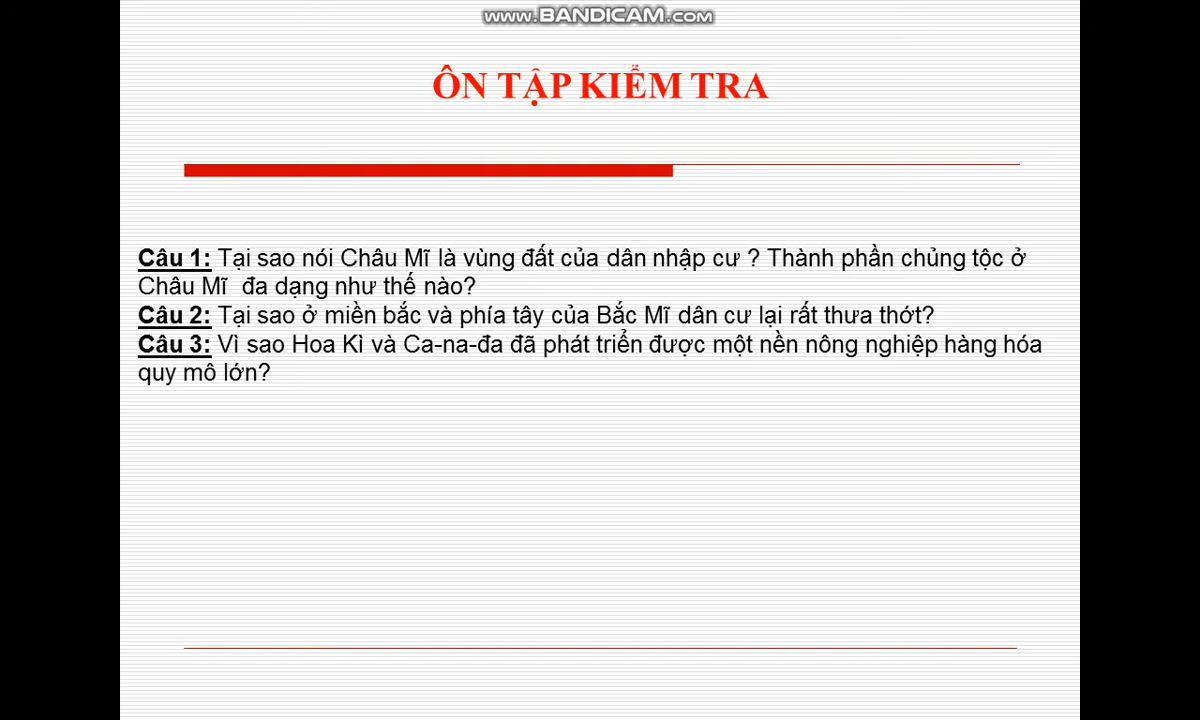 www.BANDICAM.com
ÔN TẬP KIỂM TRA
Câu 1: Tại sao nói Châu Mĩ là vùng đất của dân nhập cư ? Thành phần chủng tộc ở
Châu Mĩ đa dạng như thế nào?
Câu 2: Tại sao ở miền bắc và phía tây của Bắc Mĩ dân cư lại rất thưa thớt?
Câu 3: Vì sao Hoa Kì và Ca-na-đa đã phát triển được một nền nông nghiệp hàng hóa
quy mô lớn?